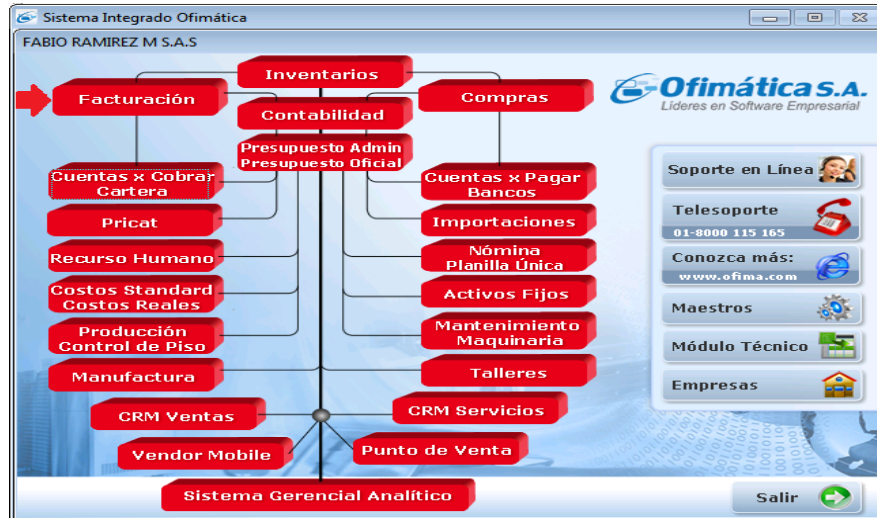 Sistema Integrado Ofimática
FABIO RAMIREZ M S.A.S
Inventarios
Facturación
Compras
Contabilidad
Presupuesto Admin
Presupuesto Oficial
Cuentas x Cobrar
Cartera
Cuentas x Pagar
Bancos
Pricat
Importaciones
Recurso Humano
Nómina
Planilla Única
Costos Standard
Costos Reales
Activos Fijos
Producción
Control de Piso
Mantenimiento
Maquinaria
Manufactura
Talleres
CRM Ventas
CRM Servicios
Vendor Mobile
Punto de Venta
Sistema Gerencial Analítico
Ofimática S.A.
Líderes en Software Empresarial
Soporte en Línea
Telesoporte
01-8000 115 165
Conozca más:
www.ofima.com
Maestros
Módulo Técnico
Empresas
Salir